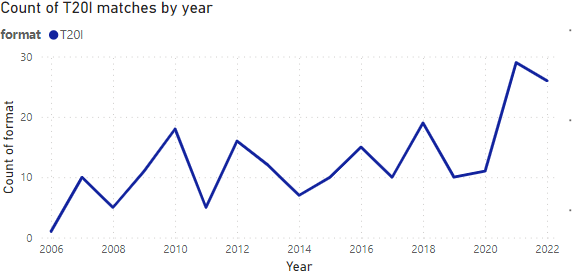 Count of T20I matches by year
format T20I
30
20
10
0
Count of format
2006 2008 2010 2012 2014 2016 2018 2020 2022
Year